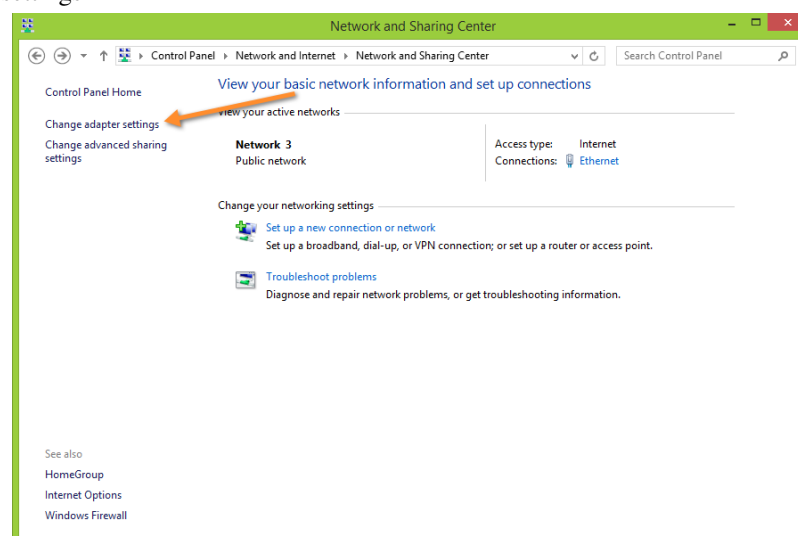 Network and Sharing Center
Control Panel Network and Internet Network and Sharing Center
Search Control Panel
Control Panel Home
Change adapter settings
Change advanced sharing
settings
View your basic network information and set up connections
View your active networks
Network 3
Public network
Access type: Internet
Connections: Ethernet
Change your networking settings
Set up a new connection or network
Set up a broadband, dial-up, or VPN connection; or set up a router or access point.
Troubleshoot problems
Diagnose and repair network problems, or get troubleshooting information.
See also
HomeGroup
Internet Options
Windows Firewall